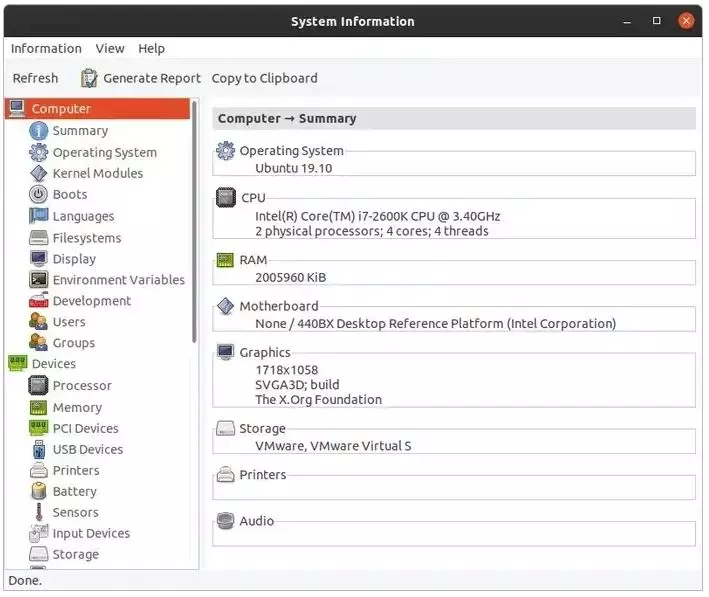 System Information
Information View Help
Refresh Generate Report Copy to Clipboard
Computer
Summary
Operating System
Kernel Modules
Boots
Languages
Filesystems
Display
Environment Variables
Development
Users
Groups
Devices
Processor
Memory
PCI Devices
USB Devices
Printers
Battery
Sensors
Input Devices
Storage
Computer → Summary
Operating System
Ubuntu 19.10
CPU
Intel(R) Core(TM) i7-2600K CPU @ 3.40GHz
2 physical processors; 4 cores; 4 threads
RAM
2005960 KiB
Motherboard
None / 440BX Desktop Reference Platform (Intel Corporation)
Graphics
1718x1058
SVGA3D; build
The X.Org Foundation
Storage
VMware, VMware Virtual S
Printers
Audio
Done.